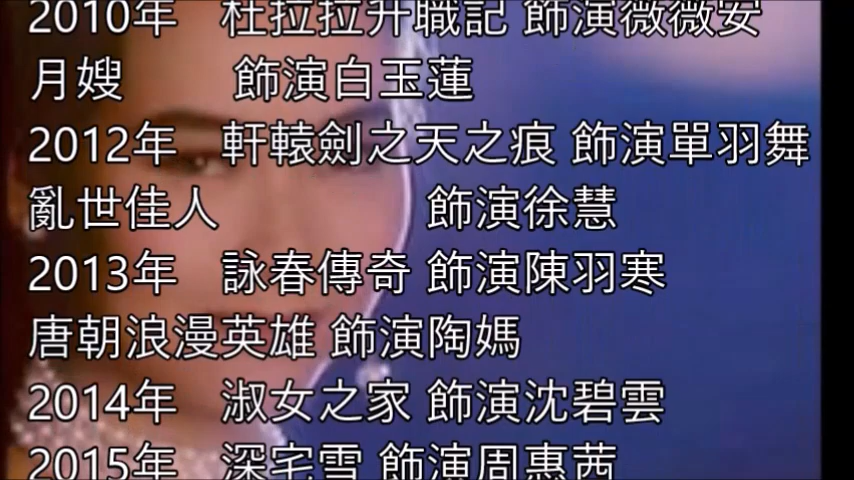 2010年 杜拉拉升職記 飾演薇薇安
月嫂 飾演白玉蓮
2012年 軒轅劍之天之痕 飾演單羽舞
亂世佳人 飾演徐慧
2013年 詠春傳奇 飾演陳羽寒
唐朝浪漫英雄 飾演陶媽
2014年 淑女之家 飾演沈碧雲
2015年 深宅雪 飾演周惠茜